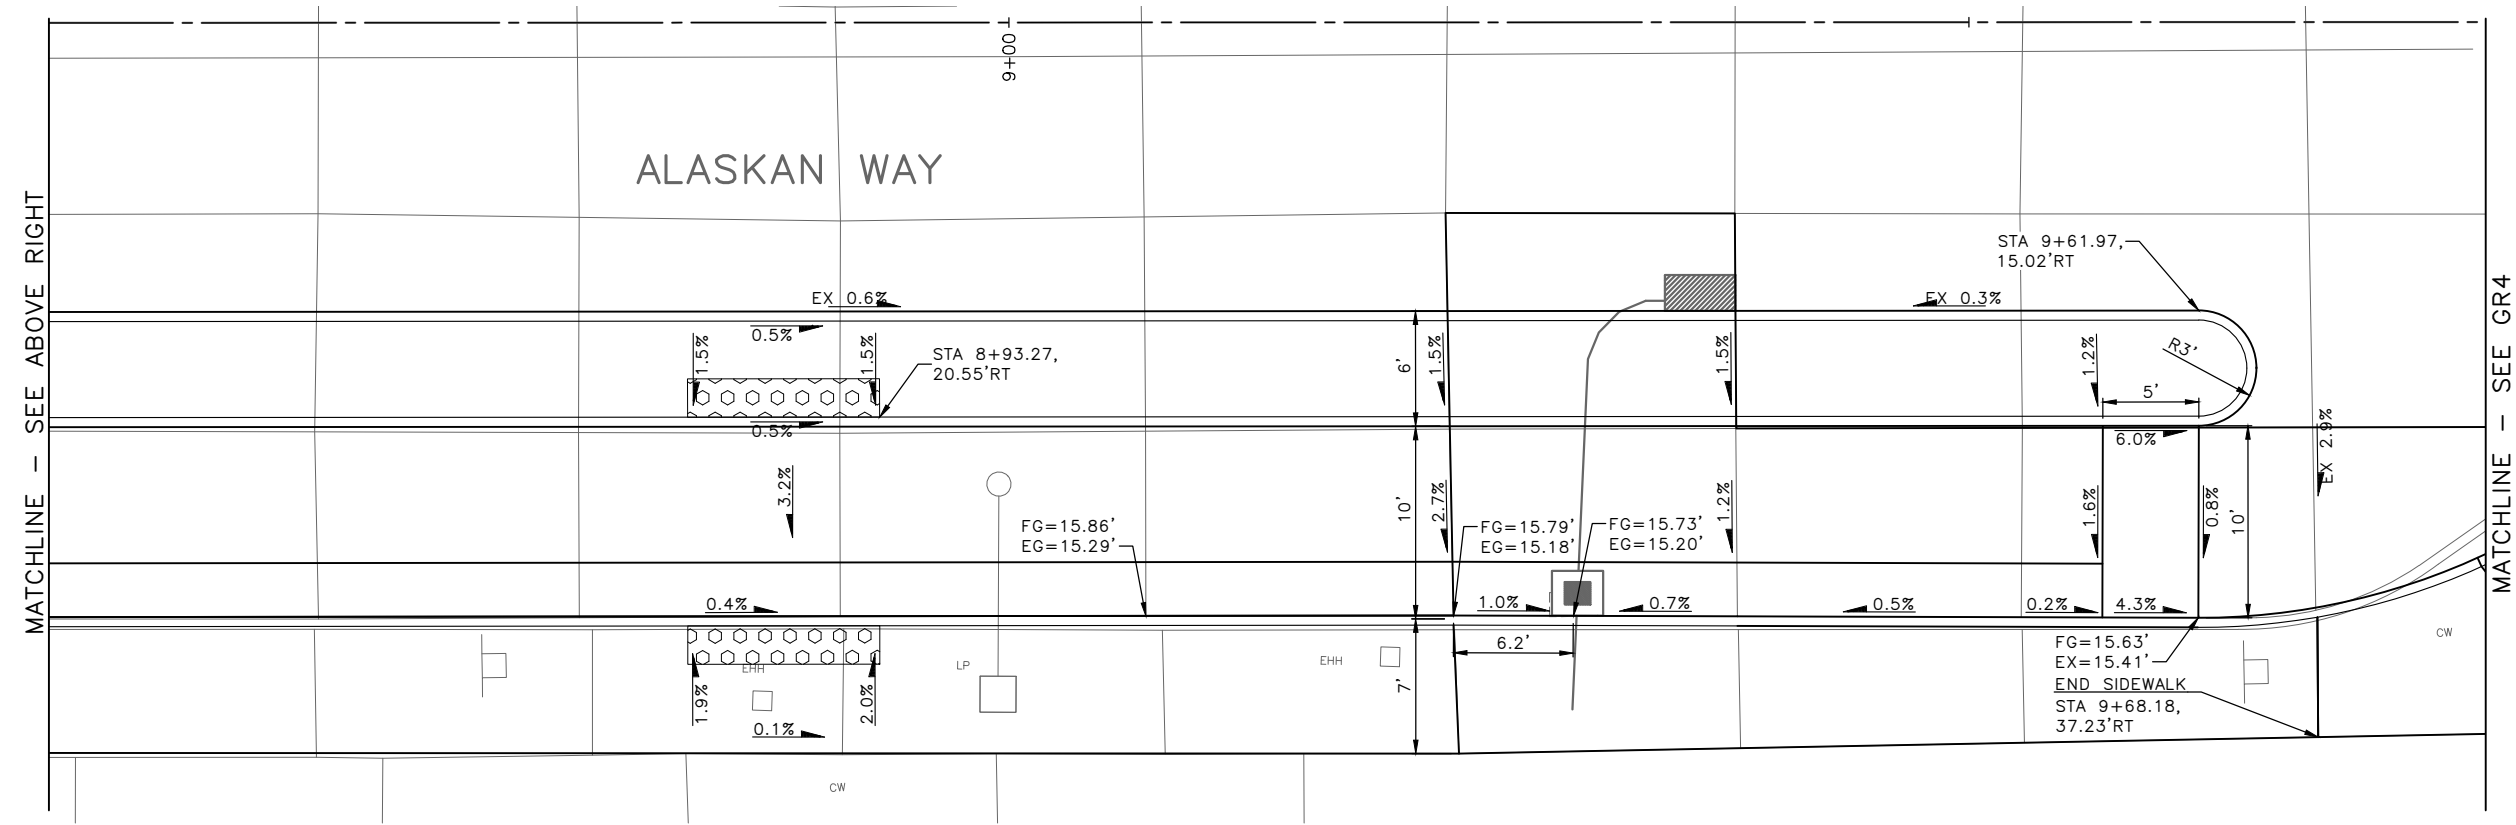 9+00
ALASKAN WAY
MATCHLINE - SEE ABOVE RIGHT
MATCHLINE - SEE GR4
STA 9+61.97,
15.02'RT
EX 0.6%
EX 0.3%
0.5%
1.5%
1.5%
STA 8+93.27,
20.55'RT
6'
1.5%
1.5%
1.2%
R3'
5'
0.5%
6.0%
EX 2.9%
3.2%
10'
2.7%
1.2%
1.6%
0.8%
10'
FG=15.86'
EG=15.29'
FG=15.79'
EG=15.18'
FG=15.73'
EG=15.20'
0.4%
1.0%
0.7%
0.5%
0.2%
4.3%
6.2'
7'
EHH
LP
EHH
CW
1.9%
2.0%
0.1%
FG=15.63'
EX=15.41'
END SIDEWALK
STA 9+68.18,
37.23'RT
CW